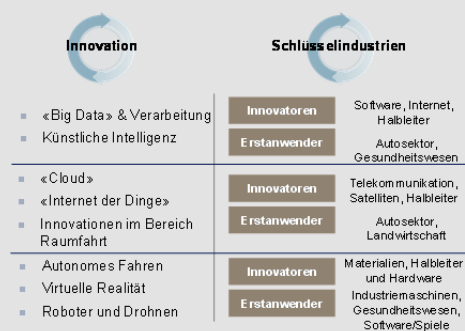 Innovation
Schlüsselindustrien
«Big Data» & Verarbeitung
Künstliche Intelligenz
Innovatoren
Software, Internet,
Halbleiter
Erstanwender
Autosektor,
Gesundheitswesen
«Cloud»
«Internet der Dinge»
Innovationen im Bereich
Raumfahrt
Innovatoren
Telekommunikation,
Satelliten, Halbleiter
Erstanwender
Autosektor,
Landwirtschaft
Autonomes Fahren
Virtuelle Realität
Roboter und Drohnen
Innovatoren
Materialien, Halbleiter
und Hardware
Erstanwender
Industriemaschinen,
Gesundheitswesen,
Software/Spiele